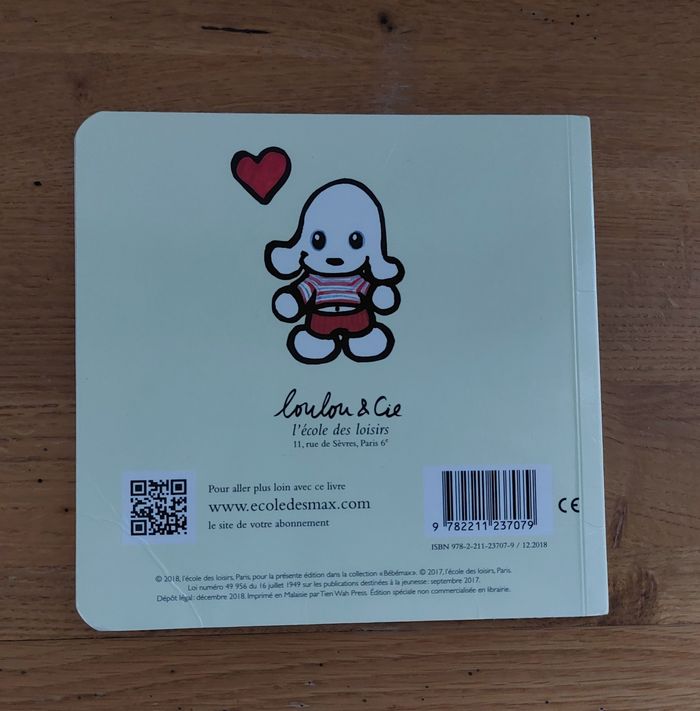 loulou & Cie
l'école des loisirs
11, rue de Sèvres, Paris 6e
Pour aller plus loin avec ce livre
www.ecoledesmax.com
le site de votre abonnement
9 782211 237079
CE
ISBN 978-2-211-23707-9 / 12.2018
© 2018, l'école des loisirs, Paris, pour la présente édition dans la collection «Bébémax». © 2017, l'école des loisirs, Paris.
Loi numéro 49 956 du 16 juillet 1949 sur les publications destinées à la jeunesse : septembre 2017.
Dépôt légal : décembre 2018. Imprimé en Malaisie par Tien Wah Press. Édition spéciale non commercialisée en librairie.